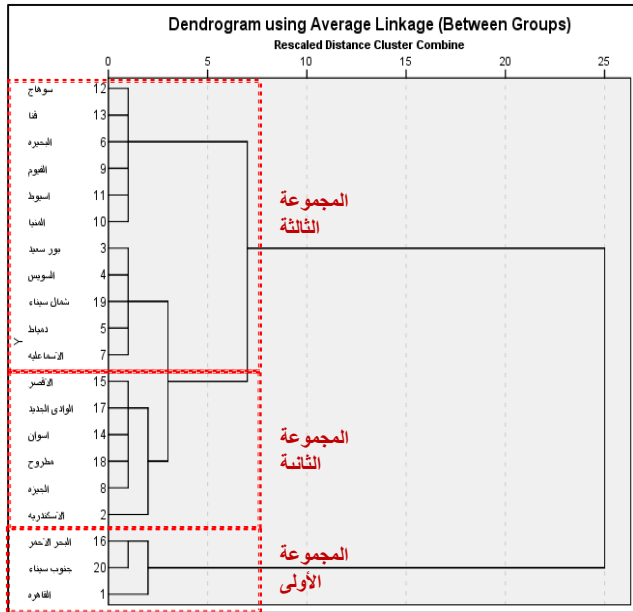 Dendrogram using Average Linkage (Between Groups)
Rescaled Distance Cluster Combine
0 5 10 15 20 25
سوهاج 12
قنا 13
البحيره 6
الفيوم 9
اسيوط 11
المنيا 10
المجموعة
الثالثة
بور سعيد 3
السويس 4
شمال سيناء 19
دمياط 5
Y
الاسماعليه 7
الاقصر 15
الوادى الجديد 17
اسوان 14
مطروح 18
الجيزه 8
الاسكندريه 2
المجموعة
الثانية
البحر الاحمر 16
جنوب سيناء 20
القاهره 1
المجموعة
الأولى